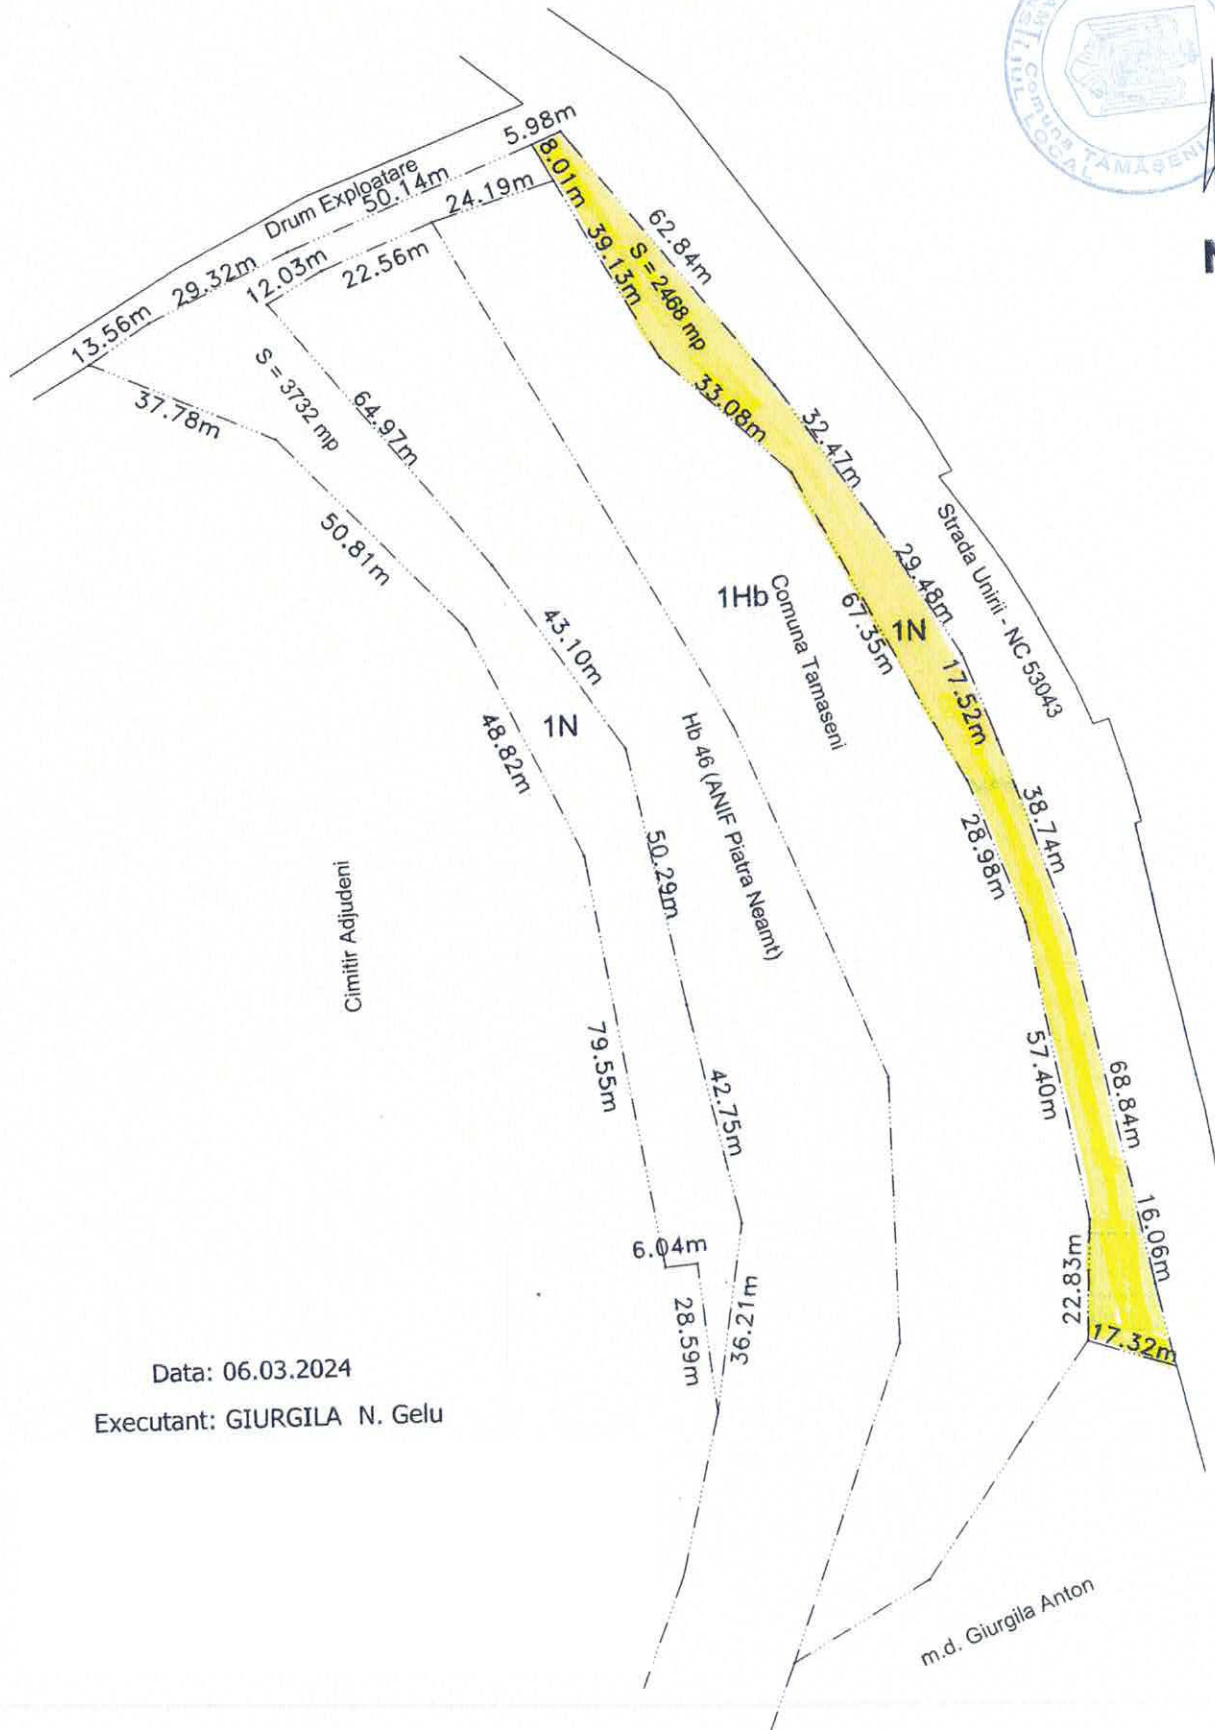 Comuna TĂMĂȘENI
LOCAL
N
5.98m
8.01m
Drum Exploatare
50.14m
24.19m
62.84m
39.13m
S = 2468 mp
29.32m
12.03m
22.56m
13.56m
37.78m
S = 3732 mp
64.97m
33.08m
32.47m
50.81m
Strada Unirii - NC 53043
29.48m
1Hb
Comuna Tamaseni
67.35m
1N
43.10m
17.52m
48.82m
1N
Hb 46 (ANIF Piatra Neamt)
38.74m
28.98m
50.29m
Cimitir Adjudeni
79.55m
57.40m
42.75m
68.84m
16.06m
6.04m
22.83m
28.59m
36.21m
17.32m
Data: 06.03.2024
Executant: GIURGILA N. Gelu
m.d. Giurgila Anton